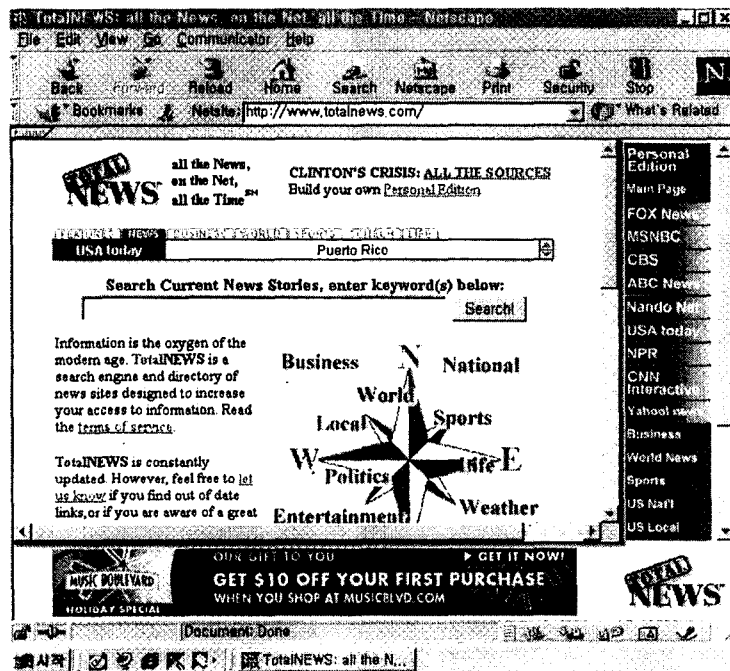 TotalNEWS: all the News, on the Net, all the Time - Netscape
File Edit View Go Communicator Help
Back Forward Reload Home Search Netscape Print Security Stop N
Bookmarks Netsite: http://www.totalnews.com/ What's Related
TOTAL
NEWS
all the News,
on the Net,
all the Time SM
CLINTON'S CRISIS: ALL THE SOURCES
Build your own Personal Edition
NEWS BUSINESS WORLD SPORTS
USA today Puerto Rico
Search Current News Stories, enter keyword(s) below:
Search!
Information is the oxygen of the
modern age. TotalNEWS is a
search engine and directory of
news sites designed to increase
your access to information. Read
the terms of service.
TotalNEWS is constantly
updated. However, feel free to let
us know if you find out of date
links,or if you are aware of a great
N
Business National
World
Local Sports
W E
Politics Life
Entertainment Weather
Personal
Edition
Main Page
FOX News
MSNBC
CBS
ABC News
Nando Net
USA today
NPR
CNN
Interactive
Yahoo! news
Business
World News
Sports
US Nat'l
US Local
MUSIC BOULEVARD
HOLIDAY SPECIAL
OUR GIFT TO YOU GET IT NOW!
GET $10 OFF YOUR FIRST PURCHASE
WHEN YOU SHOP AT MUSICBLVD.COM
TOTAL
NEWS
Document: Done
시작 TotalNEWS: all the N...